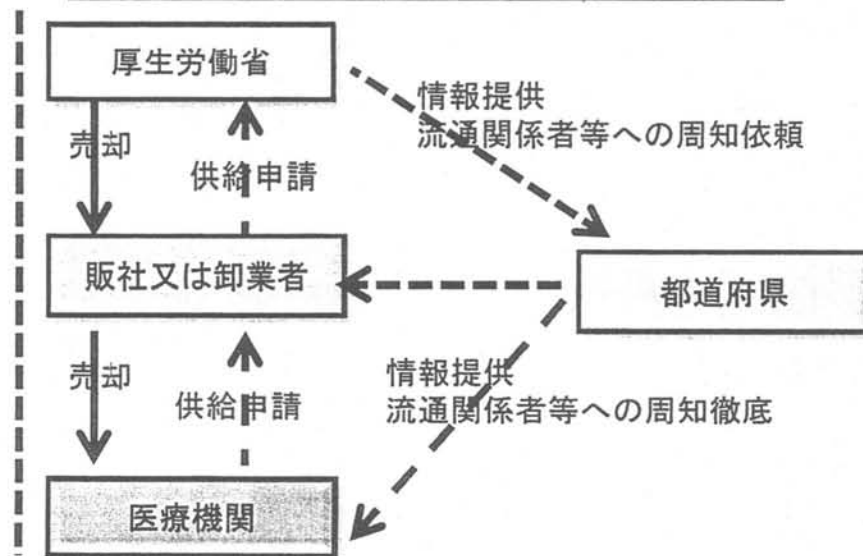 厚生労働省
情報提供
流通関係者等への周知依頼
売却
供給申請
販社又は卸業者
都道府県
売却
供給申請
情報提供
流通関係者等への周知徹底
医療機関